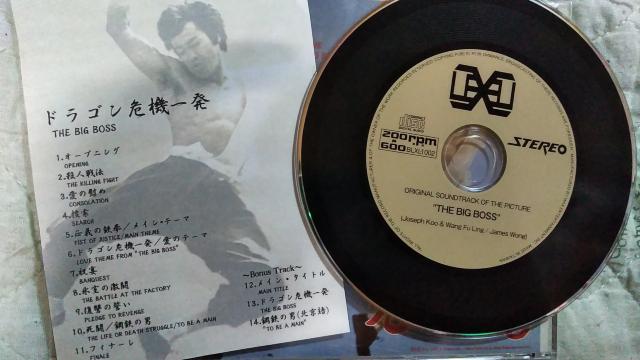 ドラゴン危機一発
THE BIG BOSS
1.オープニング
OPENING
2.殺人戦法
THE KILLING FIGHT
3.愛の慰め
CONSOLATION
4.捜索
SEARCH
5.正義の鉄拳/メイン・テーマ
FIST OF JUSTICE/MAIN THEME
6.ドラゴン危機一発/愛のテーマ
LOVE THEME FROM "THE BIG BOSS"
7.祝宴
BANQUEST
8.氷室の激闘
THE BATTLE AT THE FACTORY
9.復讐の誓い
PLEDGE TO REVENGE
10.死闘/鋼鉄の男
THE LIFE OR DEATH STRUGGLE/TO BE A MAIN
11.フィナーレ
FINALE
~Bonus Track~
12.メイン・タイトル
MAIN TITLE
13.ドラゴン危機一発
THE BIG BOSS
14.鋼鉄の男(北京語)
"TO BE A MAIN"
200rpm
600 BLXL1002
STEREO
ORIGINAL SOUNDTRACK OF THE PICTURE
"THE BIG BOSS"
(Joseph Koo & Wang Fu Ling / James Wong)